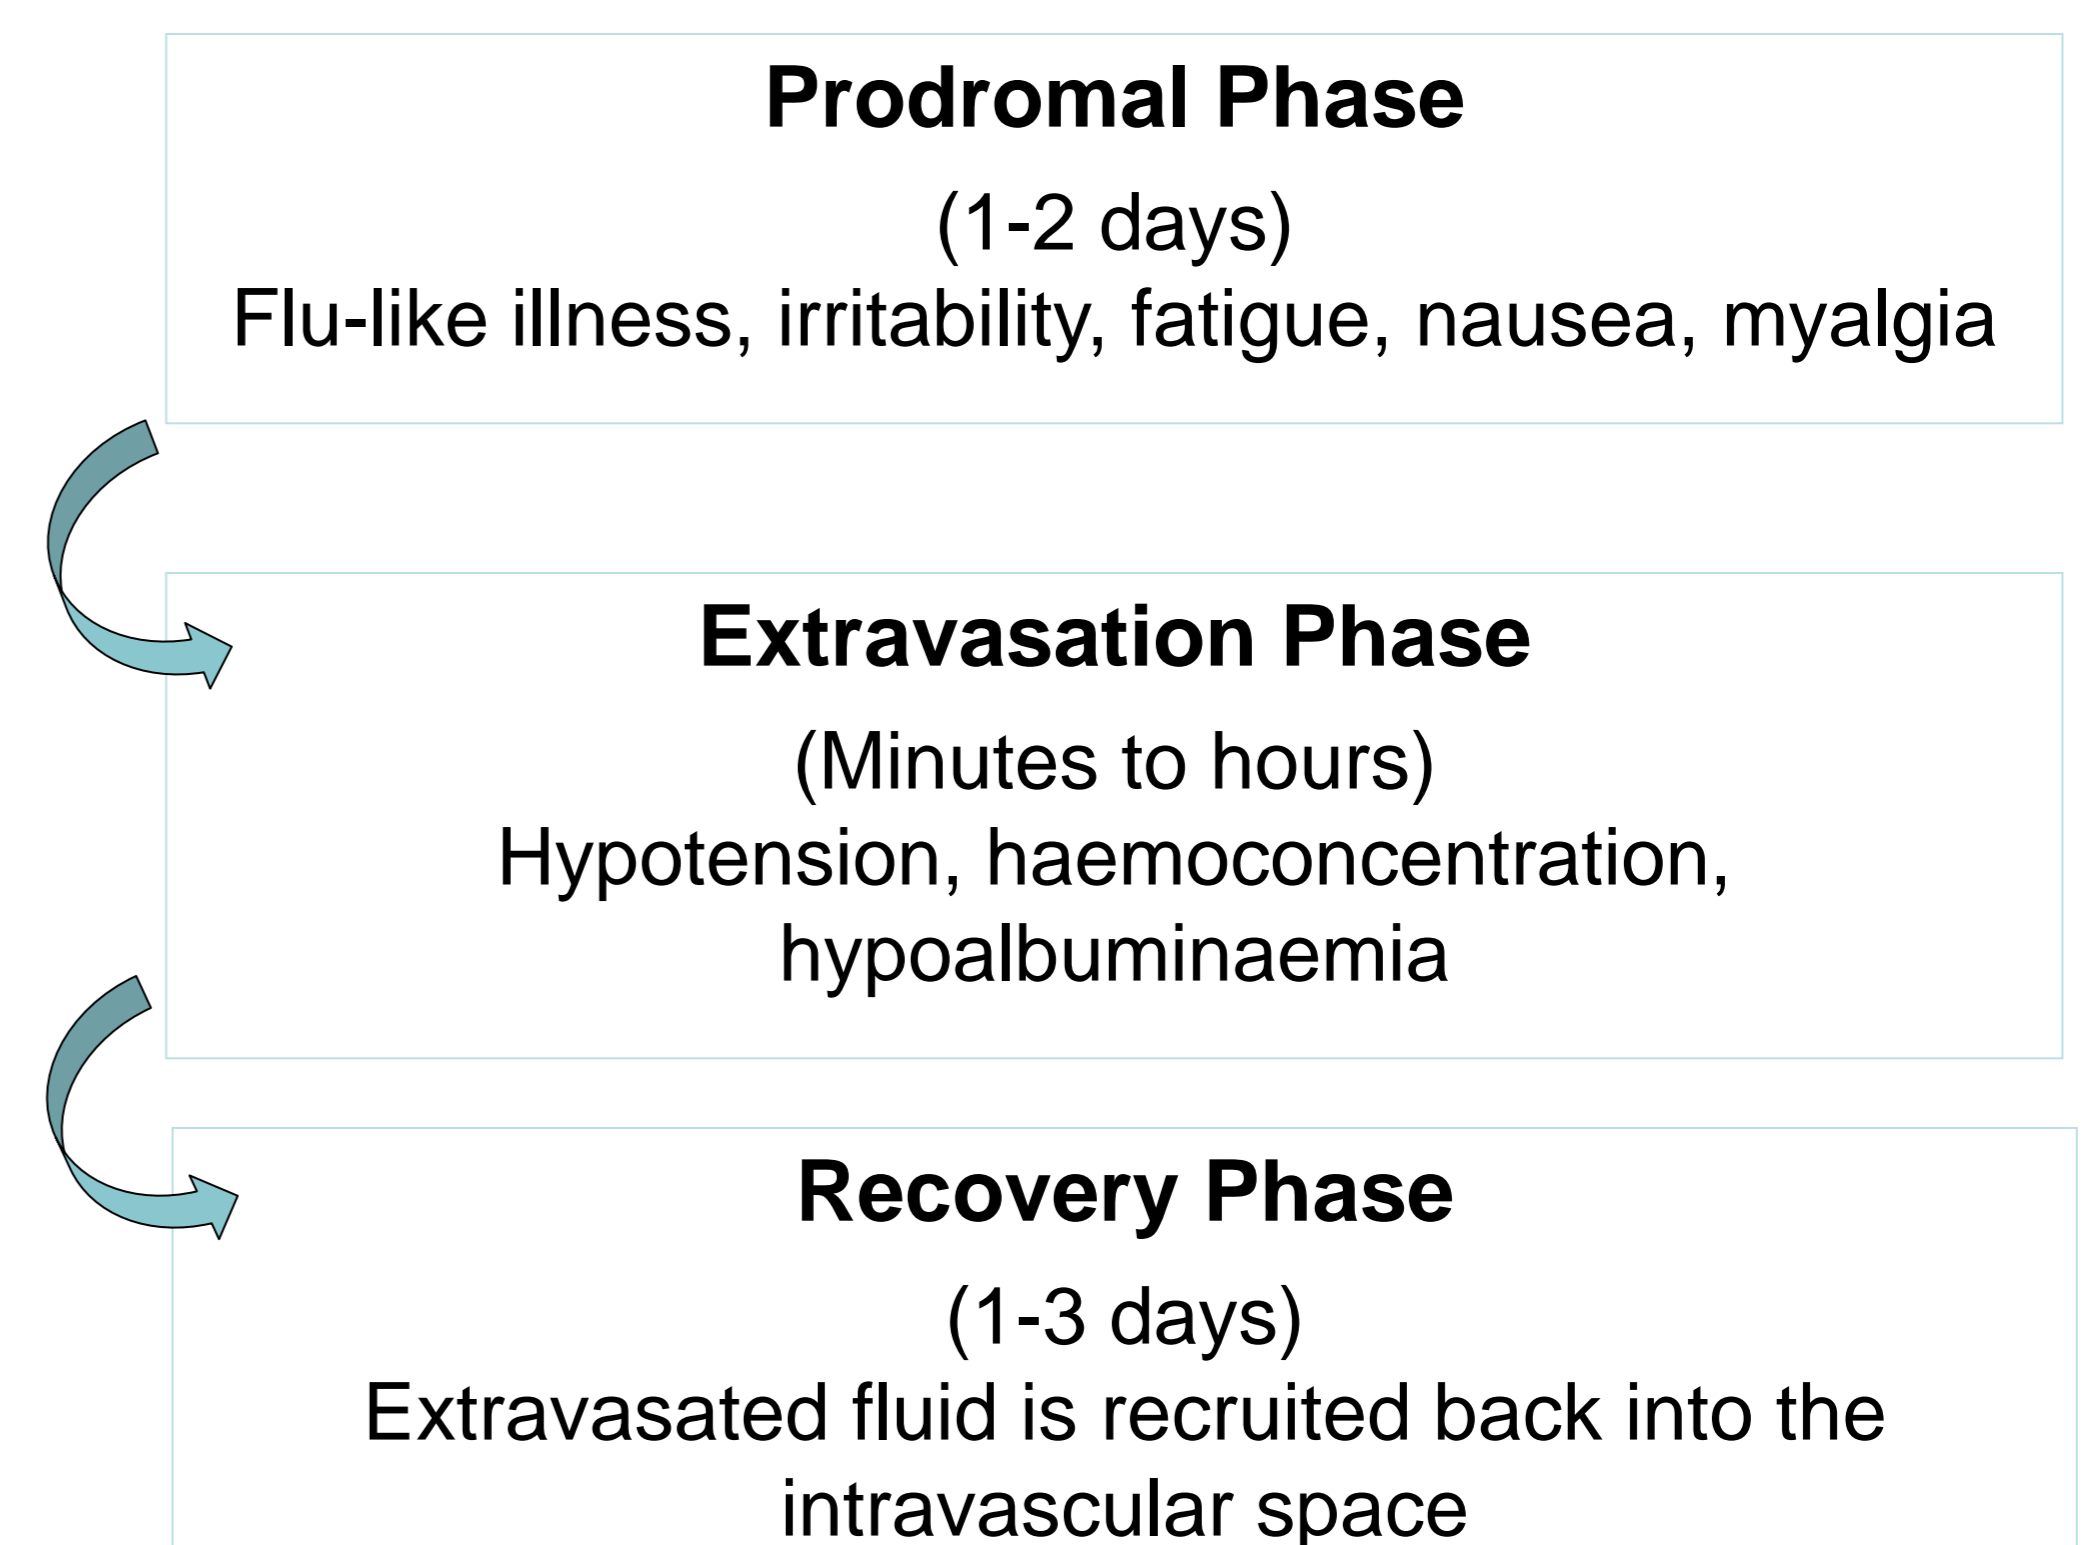 Prodromal Phase
(1-2 days)
Flu-like illness, irritability, fatigue, nausea, myalgia
Extravasation Phase
(Minutes to hours)
Hypotension, haemoconcentration,
hypoalbuminaemia
Recovery Phase
(1-3 days)
Extravasated fluid is recruited back into the
intravascular space